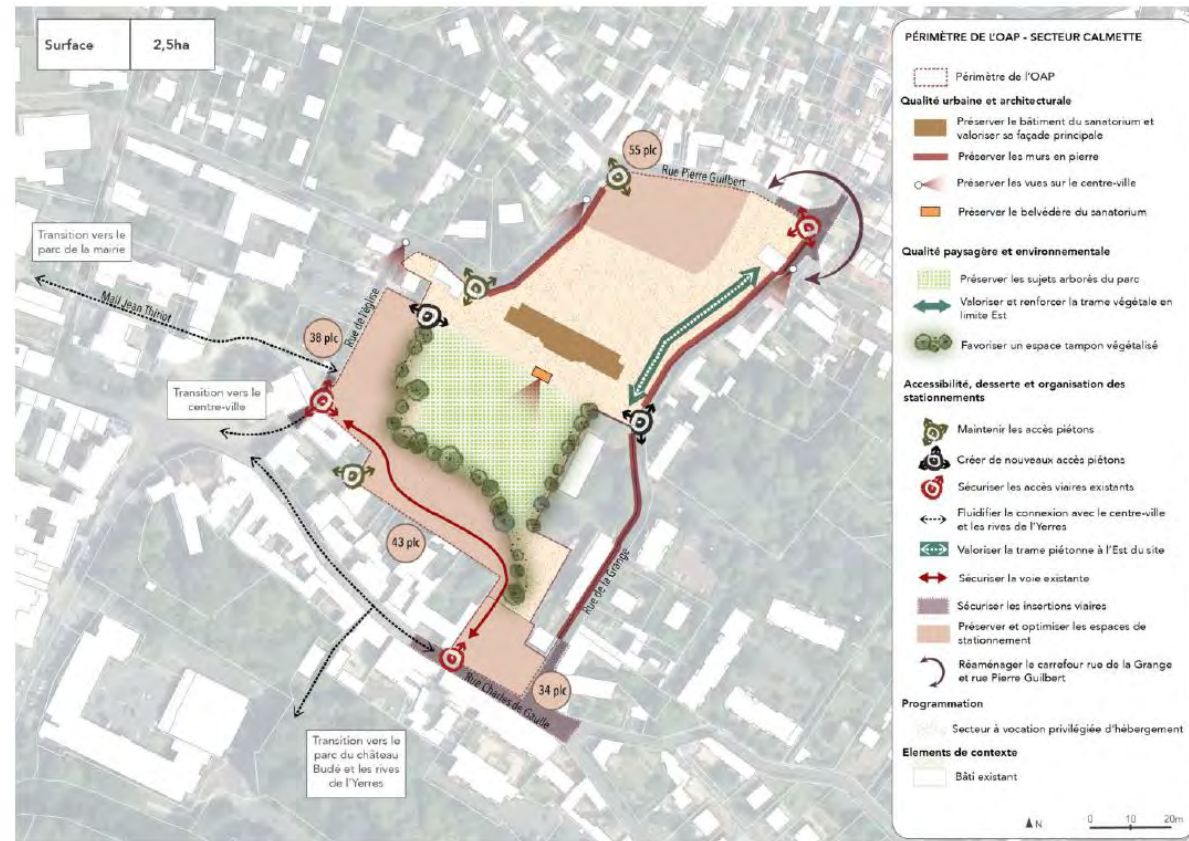 Surface 2,5ha
55 plc
Rue Pierre Guilbert
Transition vers le
parc de la mairie
Mail Jean Thiriot
Rue de l'église
38 plc
Transition vers le
centre-ville
43 plc
Rue de la Grange
34 plc
Rue Charles de Gaulle
Transition vers le
parc du château
Budé et les rives
de l'Yerres
PÉRIMÈTRE DE L'OAP - SECTEUR CALMETTE
Périmètre de l'OAP
Qualité urbaine et architecturale
Préserver le bâtiment du sanatorium et
valoriser sa façade principale
Préserver les murs en pierre
Préserver les vues sur le centre-ville
Préserver le belvédère du sanatorium
Qualité paysagère et environnementale
Préserver les sujets arborés du parc
Valoriser et renforcer la trame végétale en
limite Est
Favoriser un espace tampon végétalisé
Accessibilité, desserte et organisation des
stationnements
Maintenir les accès piétons
Créer de nouveaux accès piétons
Sécuriser les accès viaires existants
Fluidifier la connexion avec le centre-ville
et les rives de l'Yerres
Valoriser la trame piétonne à l'Est du site
Sécuriser la voie existante
Sécuriser les insertions viaires
Préserver et optimiser les espaces de
stationnement
Réaménager le carrefour rue de la Grange
et rue Pierre Guilbert
Programmation
Secteur à vocation privilégiée d'hébergement
Elements de contexte
Bâti existant
N
0 10 20m